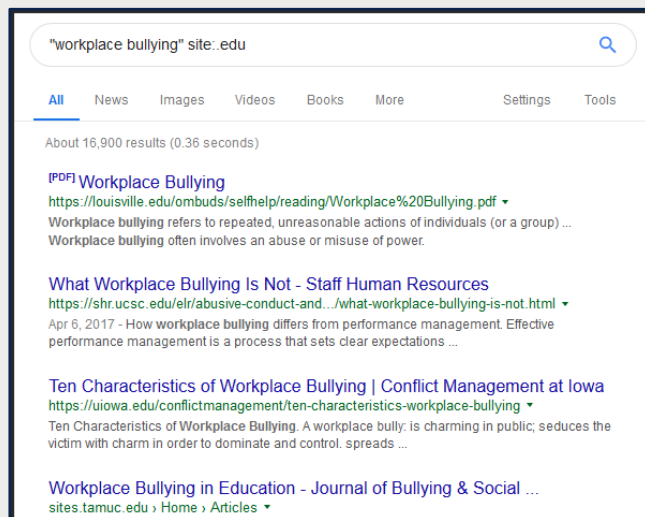 "workplace bullying" site:.edu
All News Images Videos Books More Settings Tools
About 16,900 results (0.36 seconds)
[PDF] Workplace Bullying
https://louisville.edu/ombuds/selfhelp/reading/Workplace%20Bullying.pdf
Workplace bullying refers to repeated, unreasonable actions of individuals (or a group) ...
Workplace bullying often involves an abuse or misuse of power.
What Workplace Bullying Is Not - Staff Human Resources
https://shr.ucsc.edu/elr/abusive-conduct-and.../what-workplace-bullying-is-not.html
Apr 6, 2017 - How workplace bullying differs from performance management. Effective
performance management is a process that sets clear expectations ...
Ten Characteristics of Workplace Bullying | Conflict Management at Iowa
https://uiowa.edu/conflictmanagement/ten-characteristics-workplace-bullying
Ten Characteristics of Workplace Bullying. A workplace bully: is charming in public; seduces the
victim with charm in order to dominate and control. spreads ...
Workplace Bullying in Education - Journal of Bullying & Social ...
sites.tamuc.edu › Home › Articles